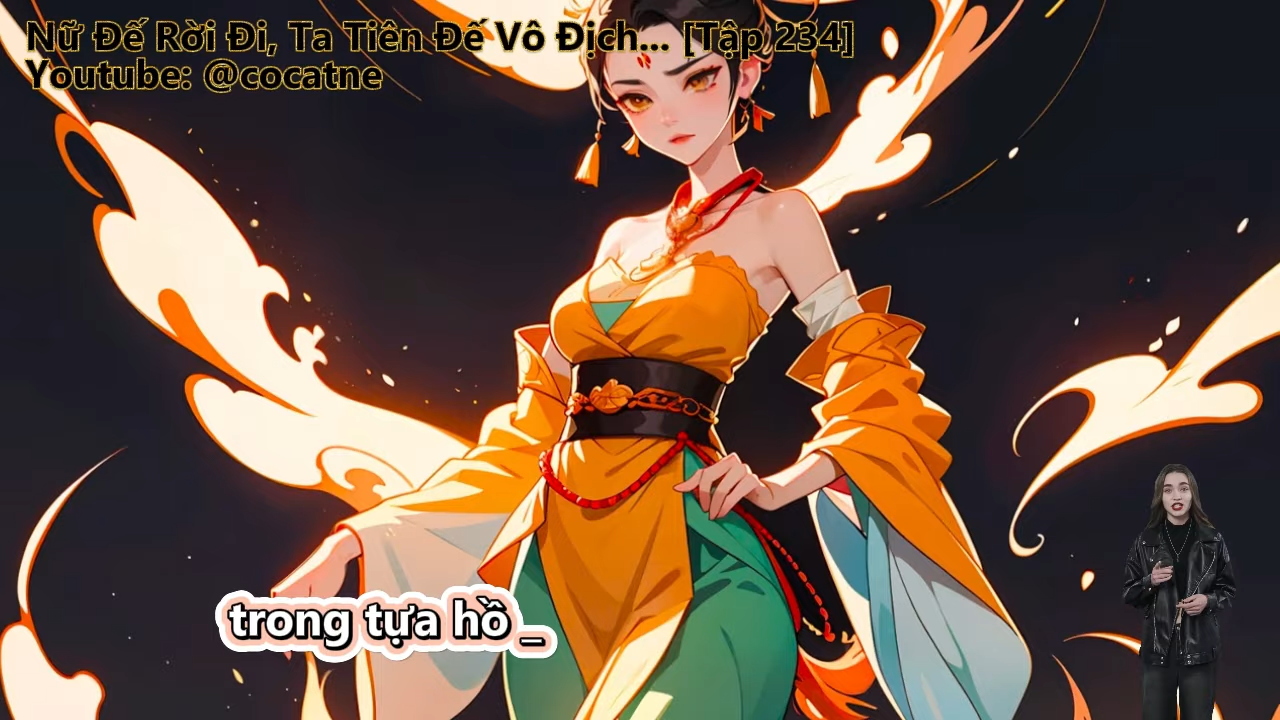 Nữ Đế Rời Đi, Ta Tiên Đế Vô Địch... [Tập 234]
Youtube: @cocatne
trong tựa hồ _